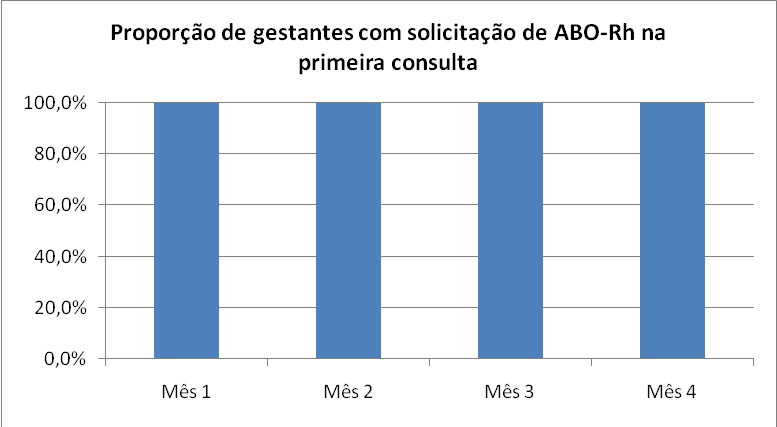 Proporção de gestantes com solicitação de ABO-Rh na
primeira consulta
100,0%
80,0%
60,0%
40,0%
20,0%
0,0%
Mês 1 Mês 2 Mês 3 Mês 4